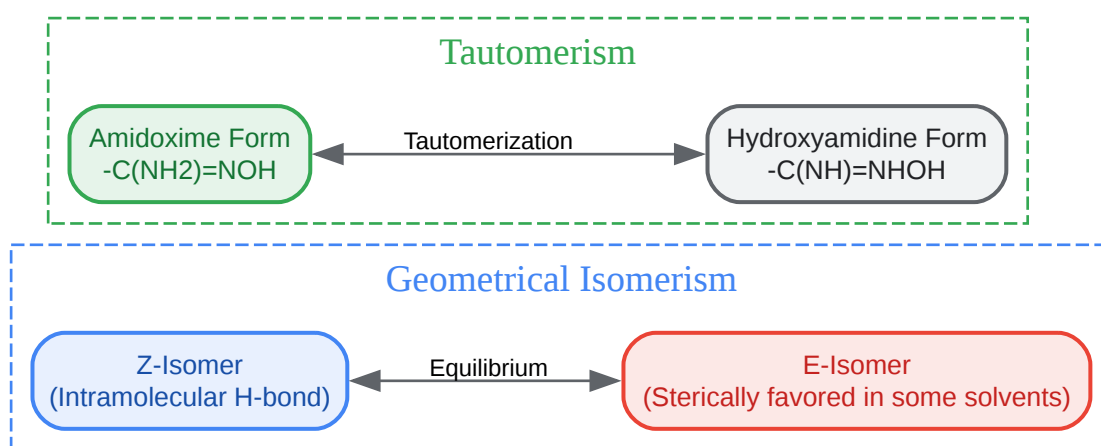 Tautomerism
Amidoxime Form
-C(NH2)=NOH
Tautomerization
Hydroxyamidine Form
-C(NH)=NHOH
Geometrical Isomerism
Z-Isomer
(Intramolecular H-bond)
Equilibrium
E-Isomer
(Sterically favored in some solvents)